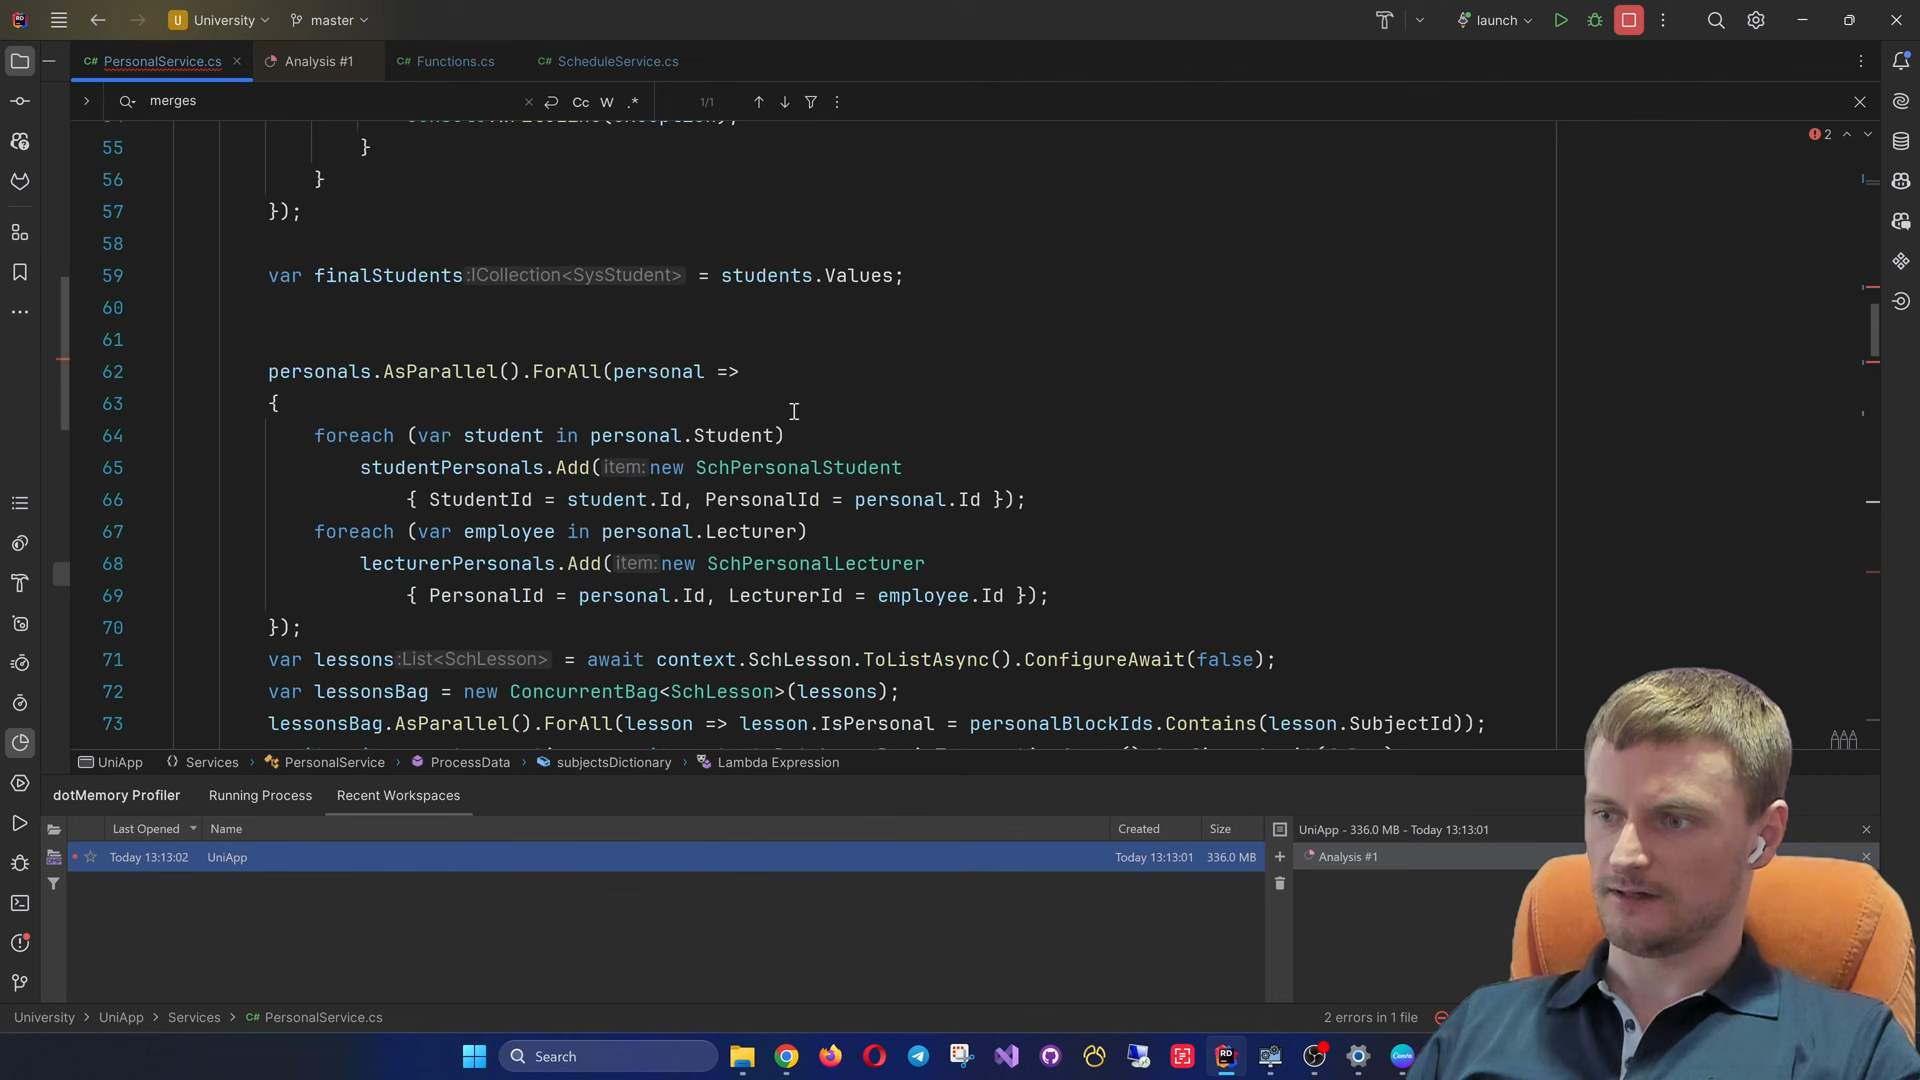 U University master launch
C# PersonalService.cs Analysis #1 C# Functions.cs C# ScheduleService.cs
merges Cc W .* 1/1
2
55 }
56 }
57 });
58
59 var finalStudents :ICollection<SysStudent> = students.Values;
60
61
62 personals.AsParallel().ForAll(personal =>
63 {
64 foreach (var student in personal.Student)
65 studentPersonals.Add( item: new SchPersonalStudent
66 { StudentId = student.Id, PersonalId = personal.Id });
67 foreach (var employee in personal.Lecturer)
68 lecturerPersonals.Add( item: new SchPersonalLecturer
69 { PersonalId = personal.Id, LecturerId = employee.Id });
70 });
71 var lessons :List<SchLesson> = await context.SchLesson.ToListAsync().ConfigureAwait(false);
72 var lessonsBag = new ConcurrentBag<SchLesson>(lessons);
73 lessonsBag.AsParallel().ForAll(lesson => lesson.IsPersonal = personalBlockIds.Contains(lesson.SubjectId));
UniApp Services PersonalService ProcessData subjectsDictionary Lambda Expression
dotMemory Profiler Running Process Recent Workspaces
Last Opened Name Created Size
Today 13:13:02 UniApp Today 13:13:01 336.0 MB
UniApp - 336.0 MB - Today 13:13:01
Analysis #1
University UniApp Services C# PersonalService.cs 2 errors in 1 file
Search